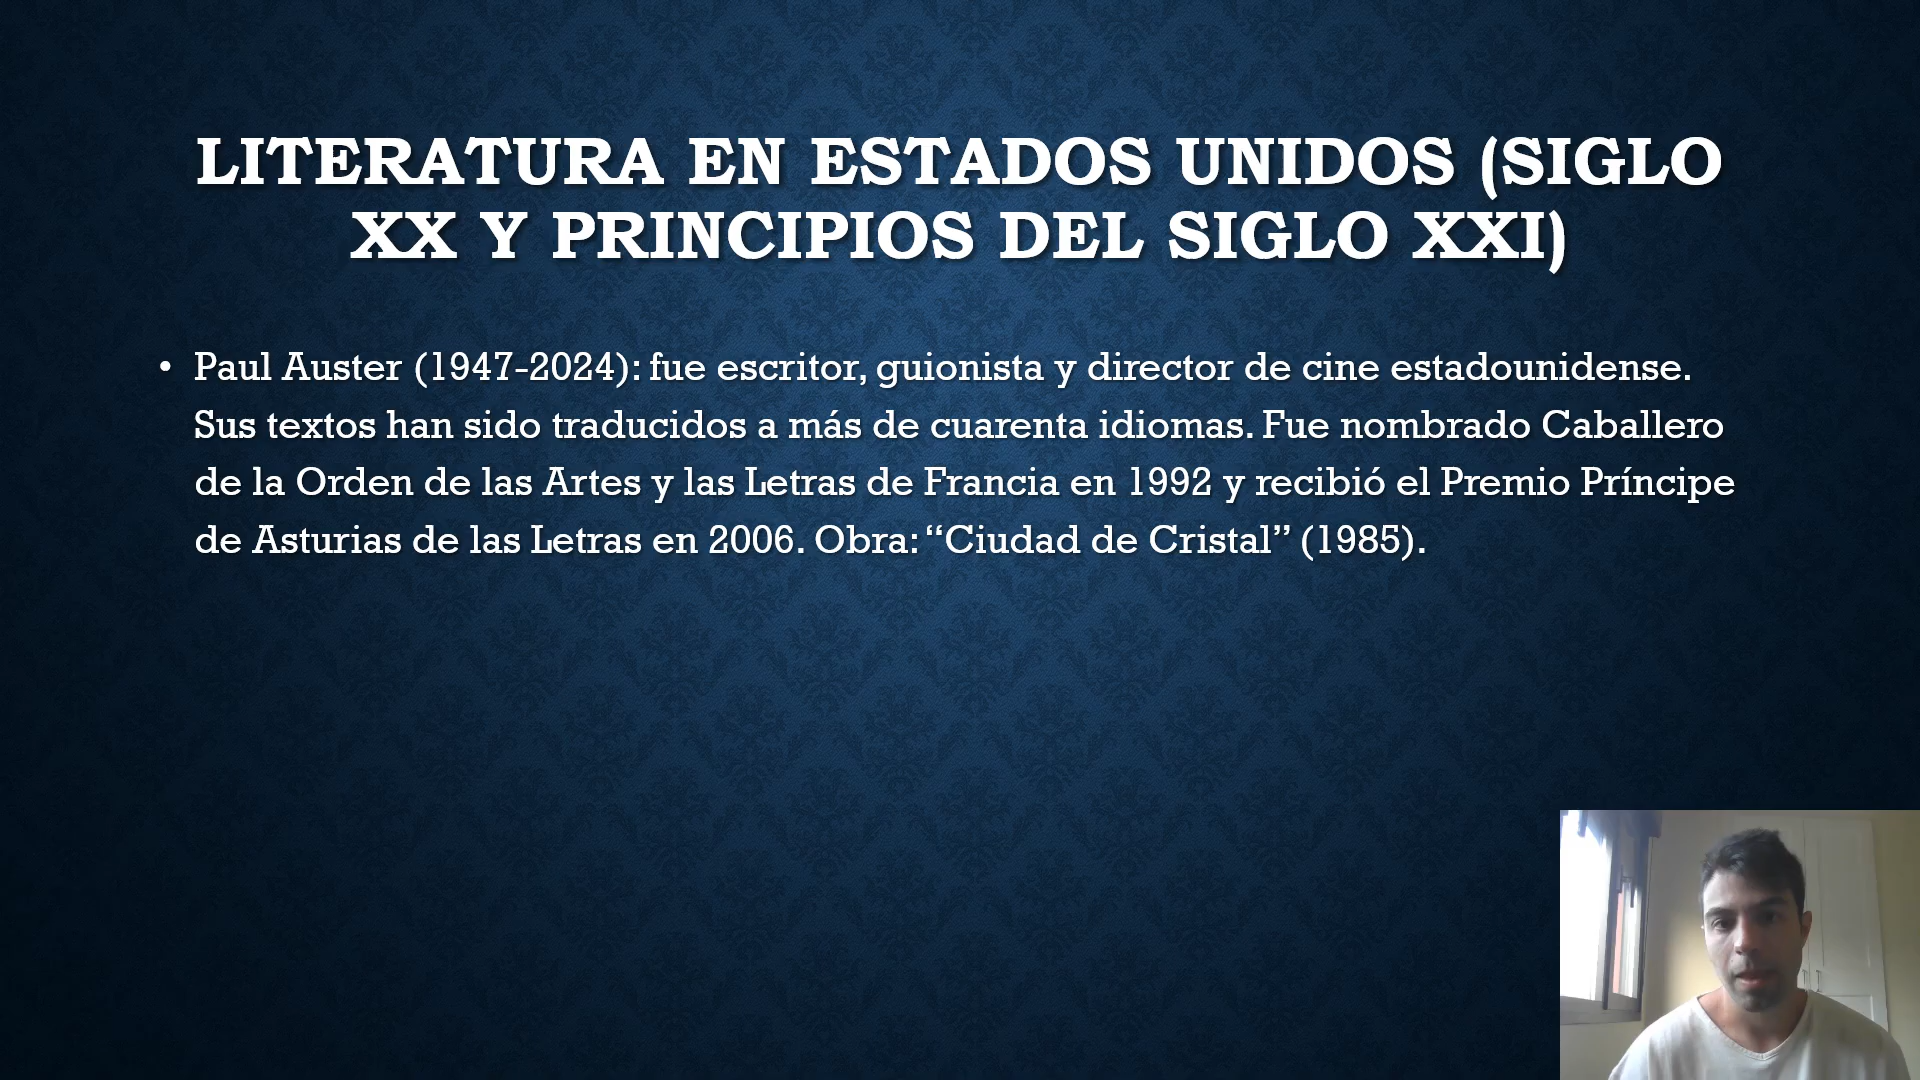 LITERATURA EN ESTADOS UNIDOS (SIGLO
XX Y PRINCIPIOS DEL SIGLO XXI)
• Paul Auster (1947-2024): fue escritor, guionista y director de cine estadounidense.
Sus textos han sido traducidos a más de cuarenta idiomas. Fue nombrado Caballero
de la Orden de las Artes y las Letras de Francia en 1992 y recibió el Premio Príncipe
de Asturias de las Letras en 2006. Obra: “Ciudad de Cristal” (1985).